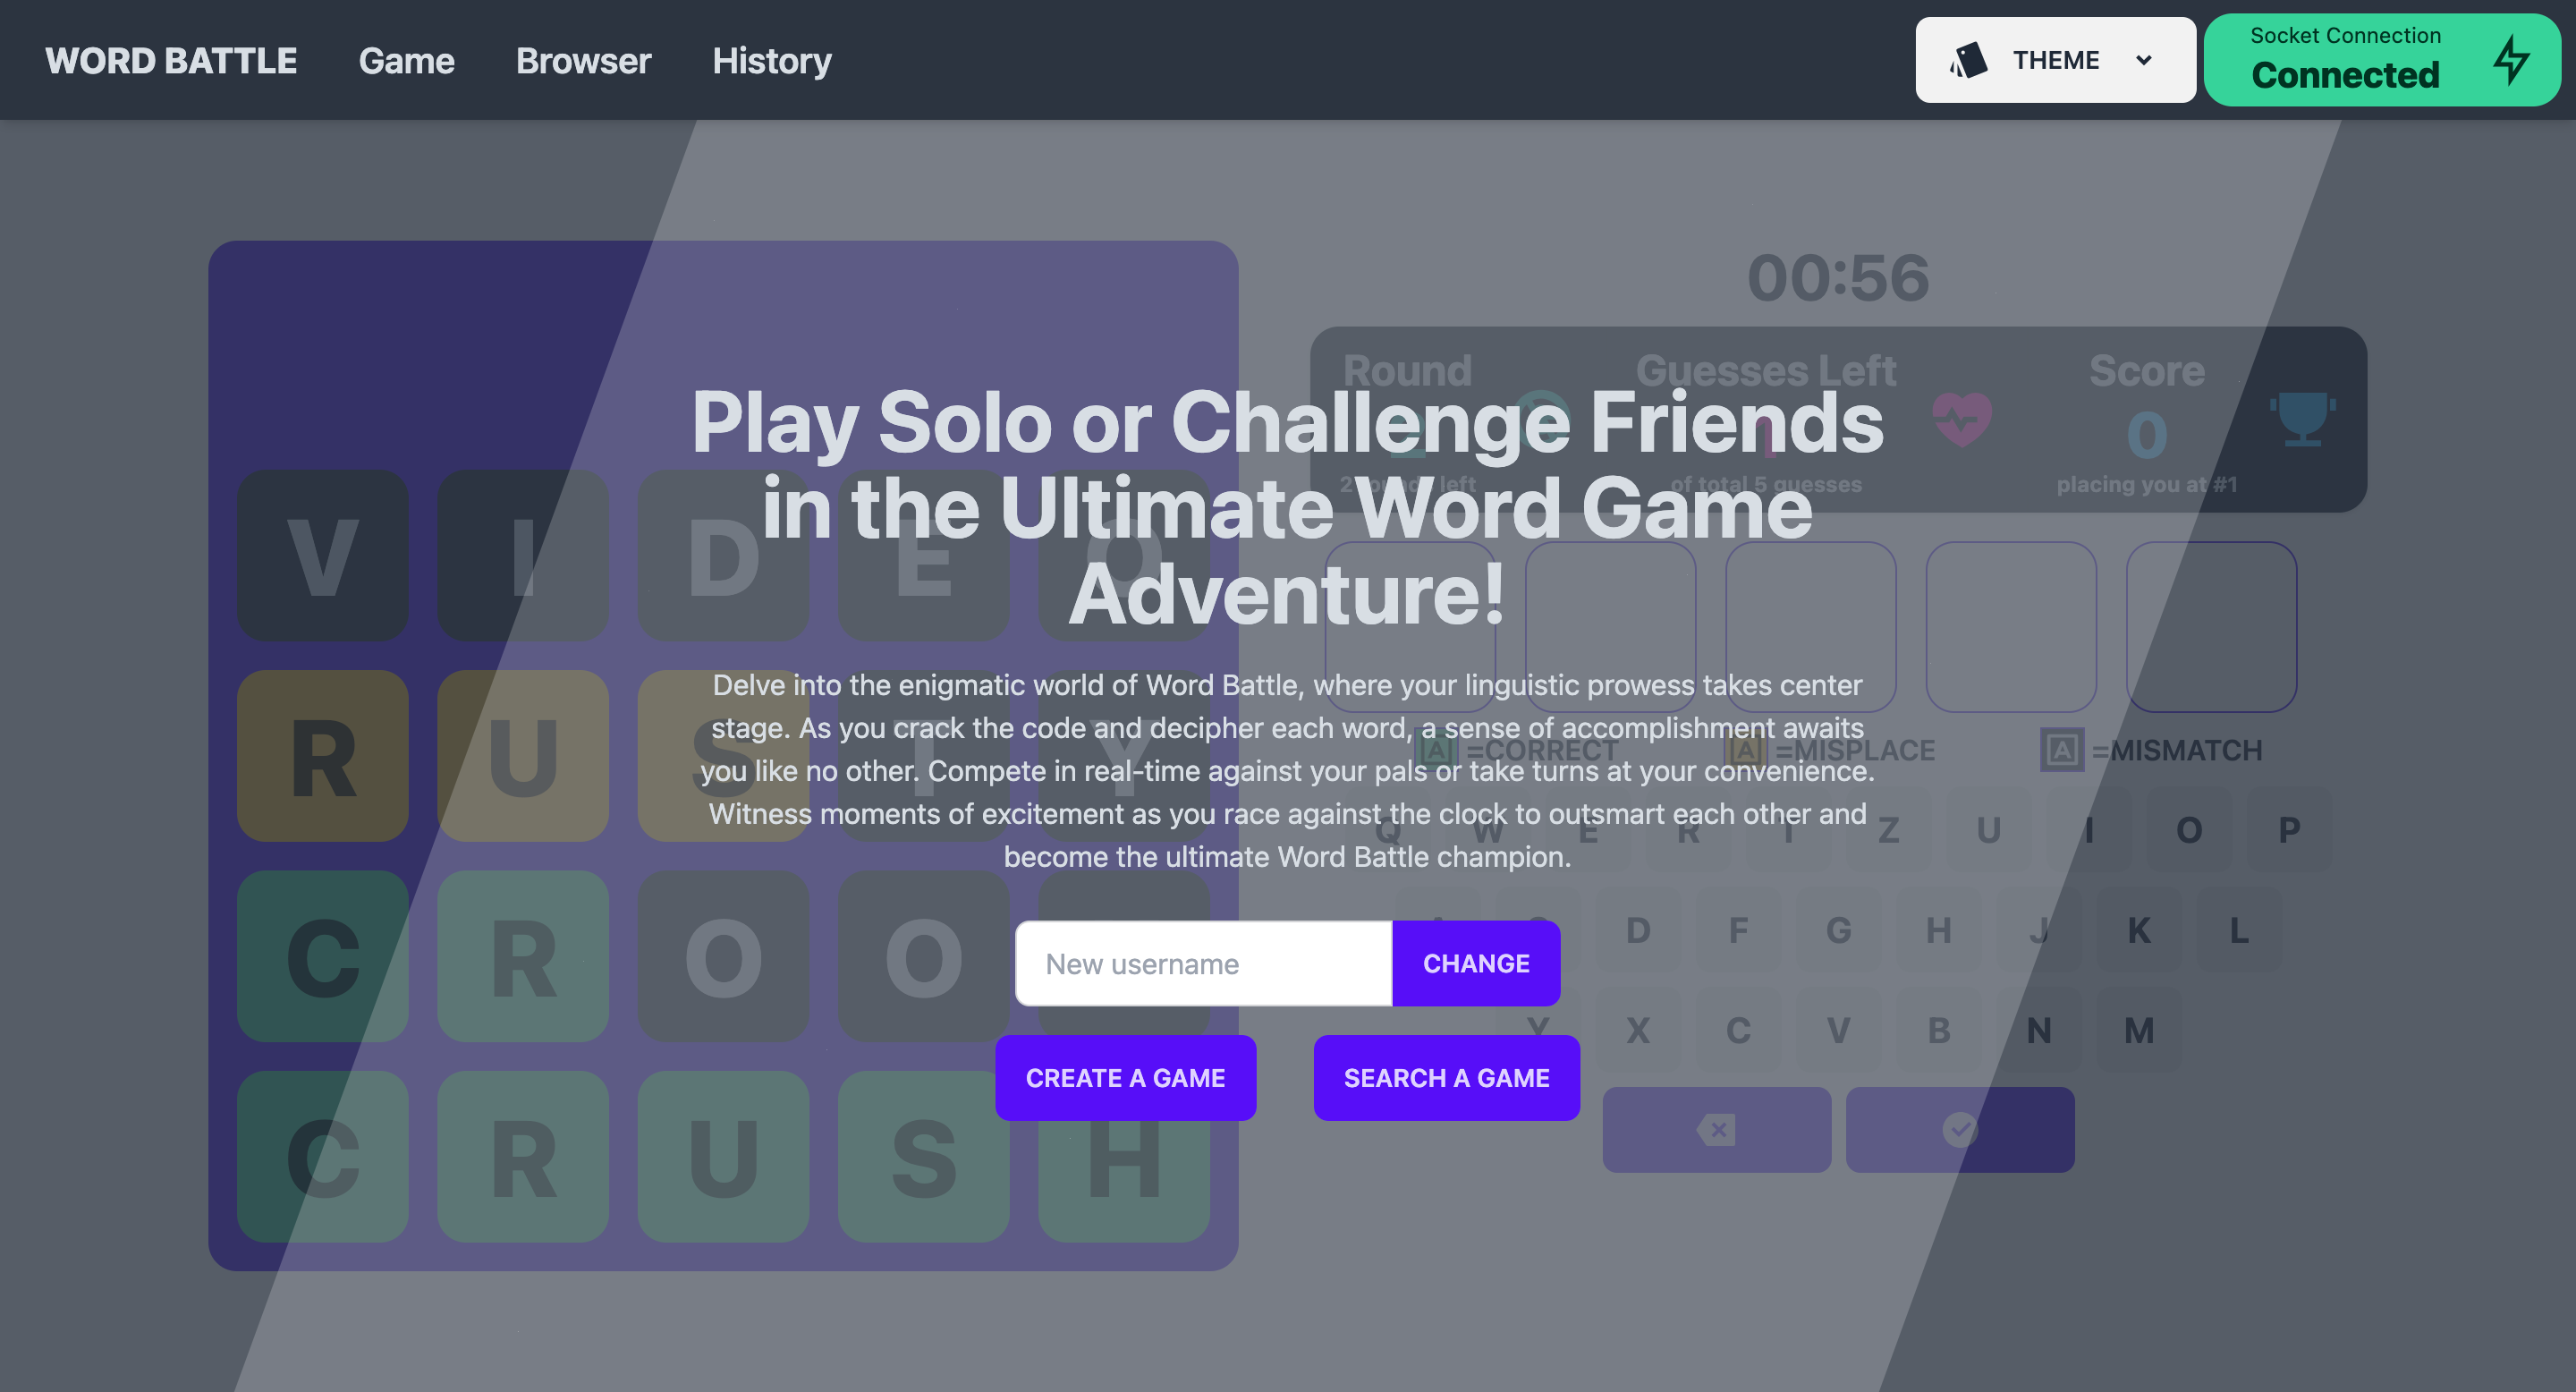 WORD BATTLE
Game
Browser
History
THEME
Socket Connection
Connected
00:56
Round
Guesses Left
Score
2
1
0
2 rounds left
of total 5 guesses
placing you at #1
Play Solo or Challenge Friends
in the Ultimate Word Game
Adventure!
V I D E O
R U S T Y
C R O O
C R U S H
Delve into the enigmatic world of Word Battle, where your linguistic prowess takes center
stage. As you crack the code and decipher each word, a sense of accomplishment awaits
you like no other. Compete in real-time against your pals or take turns at your convenience.
Witness moments of excitement as you race against the clock to outsmart each other and
become the ultimate Word Battle champion.
A =CORRECT
A =MISPLACE
A =MISMATCH
Q W E R T Z U I O P
A S D F G H J K L
Y X C V B N M
New username
CHANGE
CREATE A GAME
SEARCH A GAME